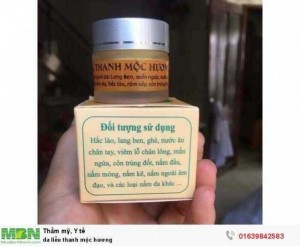 THANH MỘC HƯƠN
Đối tượng sử dụng
Hắc lào, lang ben, ghẻ, nước ăn
chân tay, viêm lỗ chân lông, mẩn
ngứa, côn trùng đốt, nấm đầu,
nấm móng, nấm kẽ, nấm ngoài âm
đạo, và các loại nấm da khác ...
MBN
Thẩm mỹ, Y tế
da liễu thanh mộc hương
01639842583